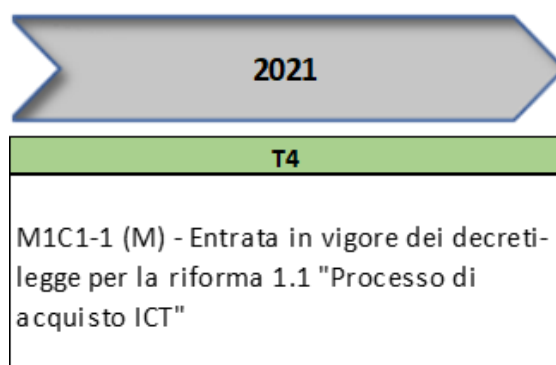 2021
T4
M1C1-1 (M) - Entrata in vigore dei decreti-
legge per la riforma 1.1 "Processo di
acquisto ICT"